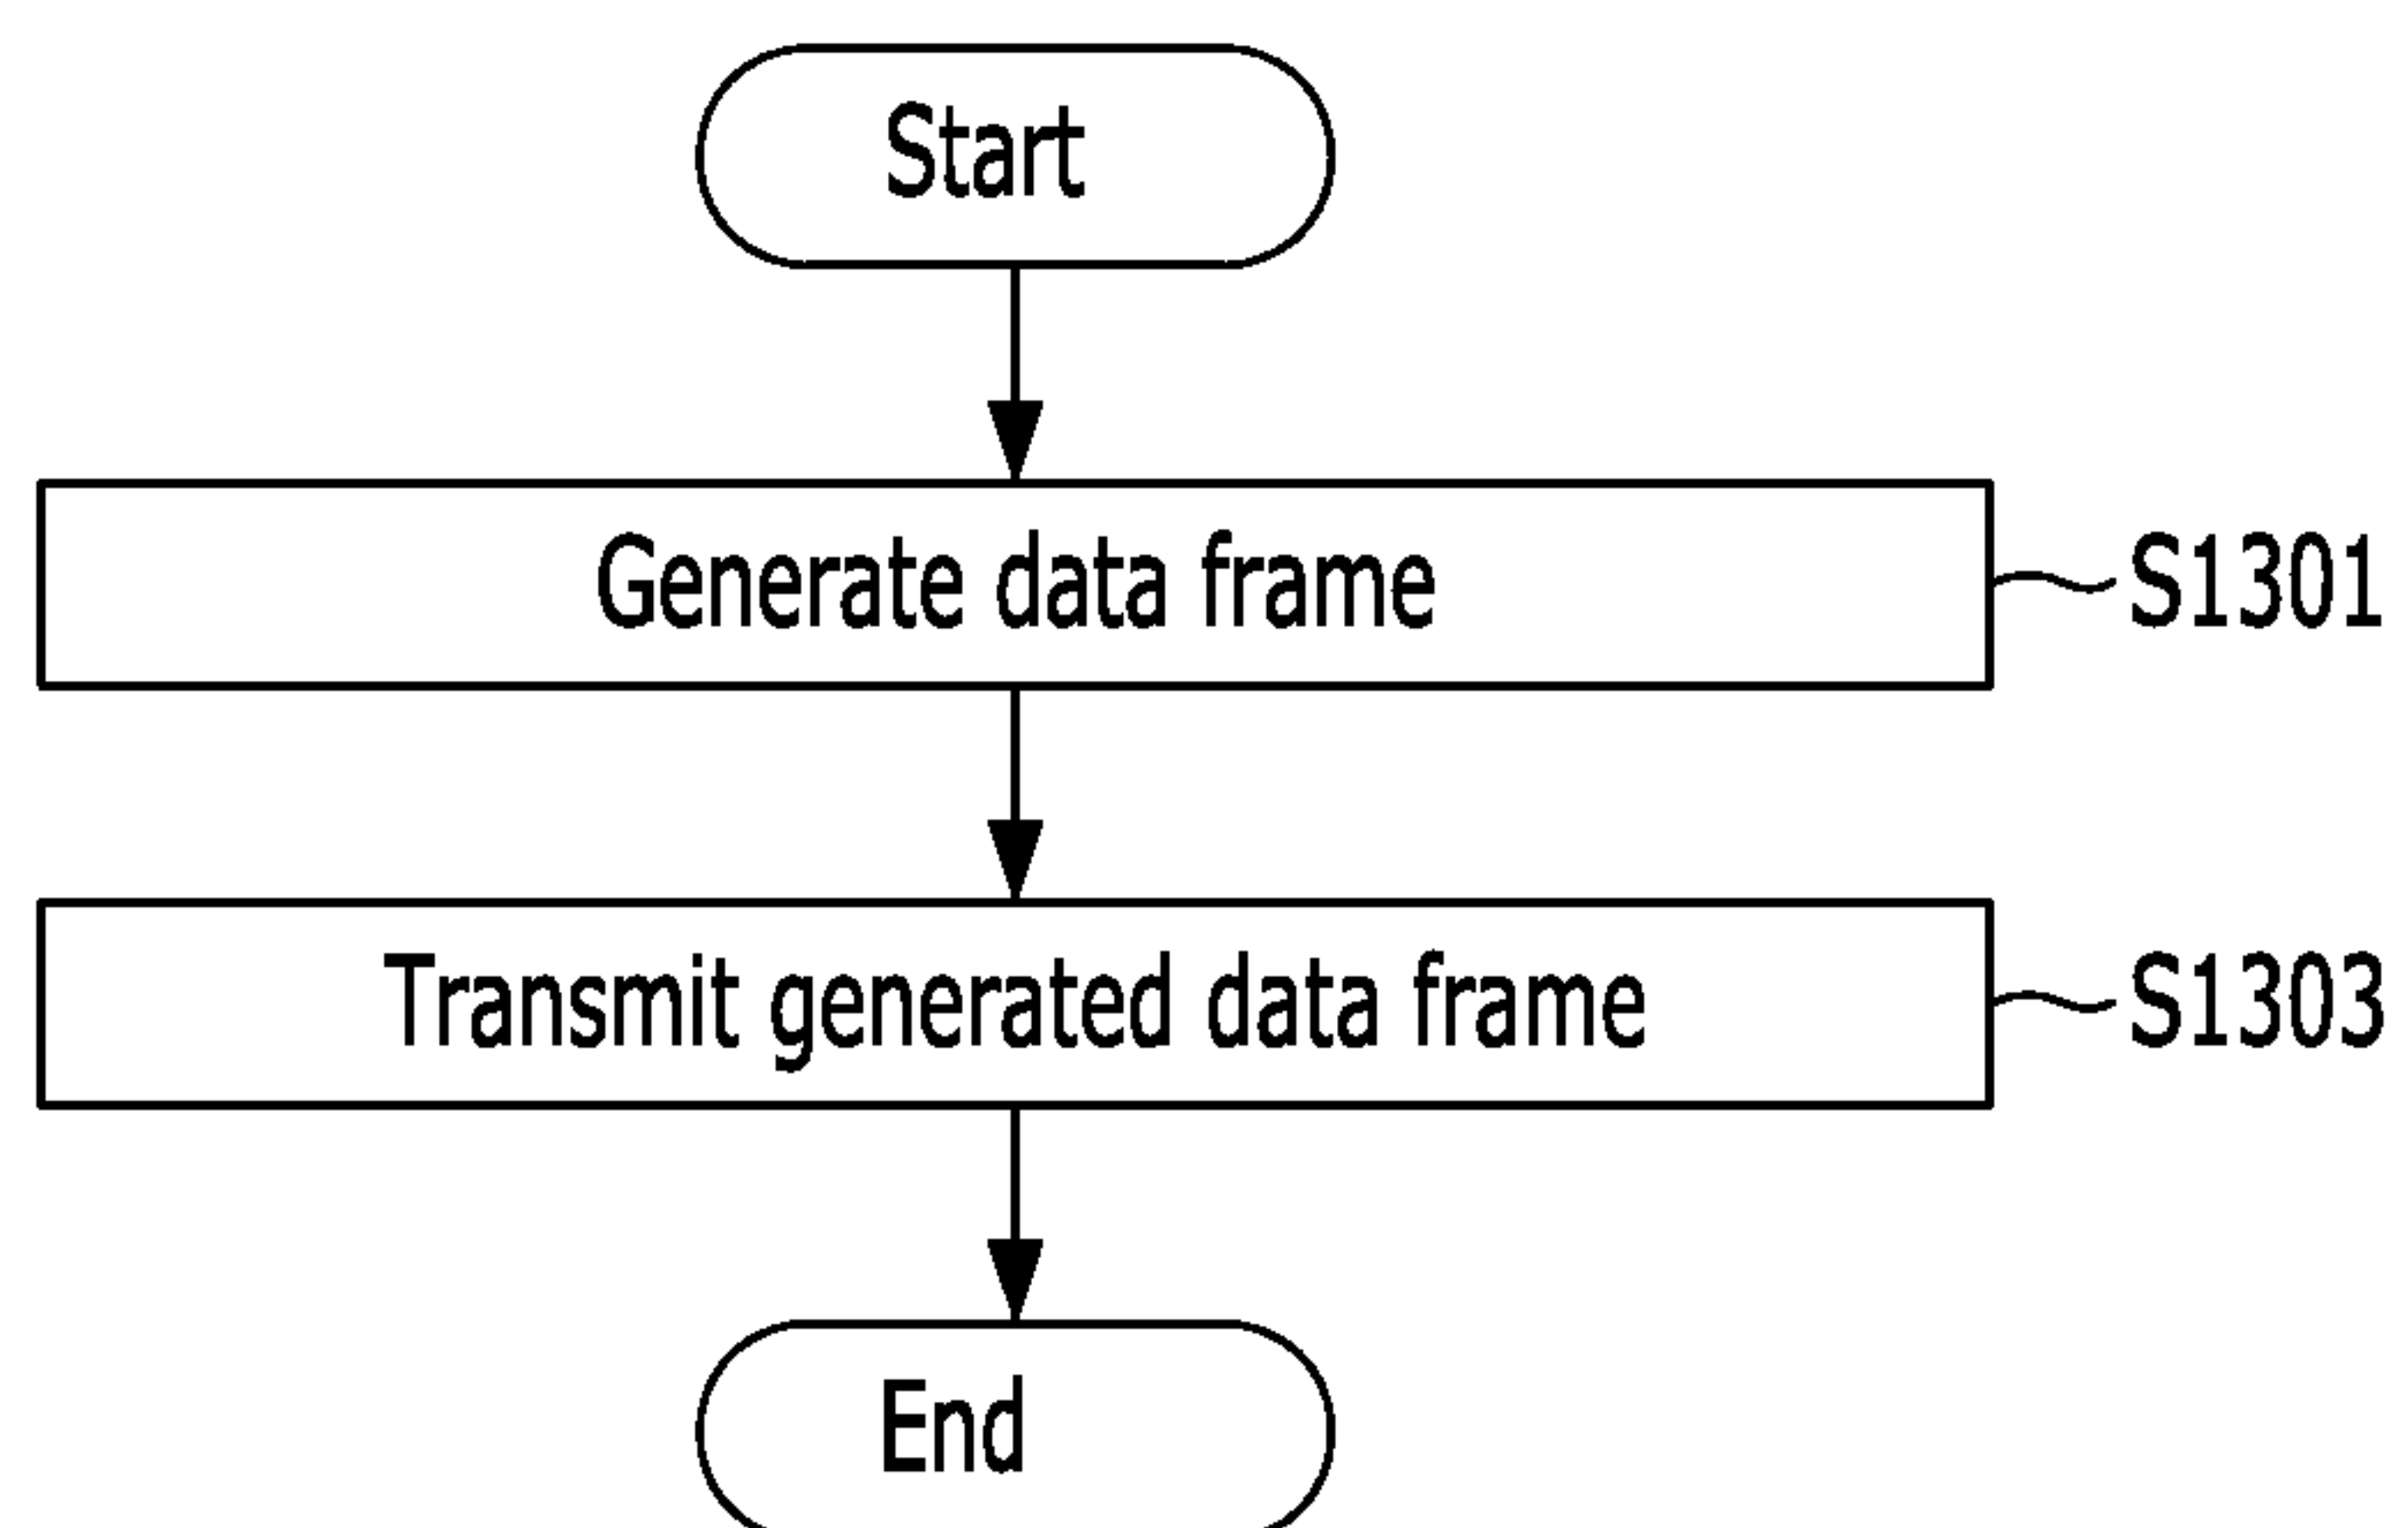 Start
Generate data frame
S1301
Transmit generated data frame
S1303
End